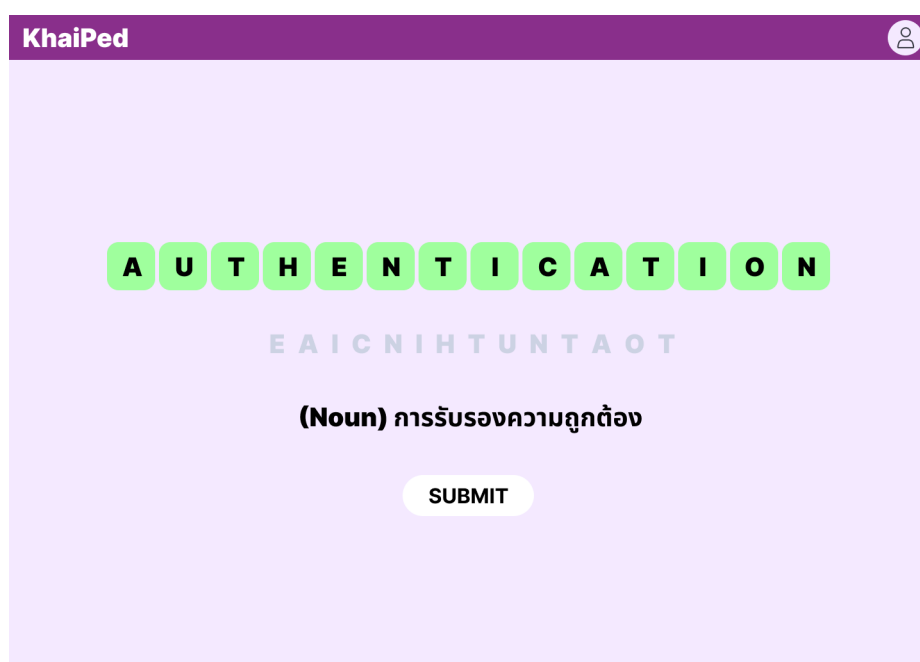 KhaiPed
A U T H E N T I C A T I O N
E A I C N I H T U N T A O T
(Noun) การรับรองความถูกต้อง
SUBMIT